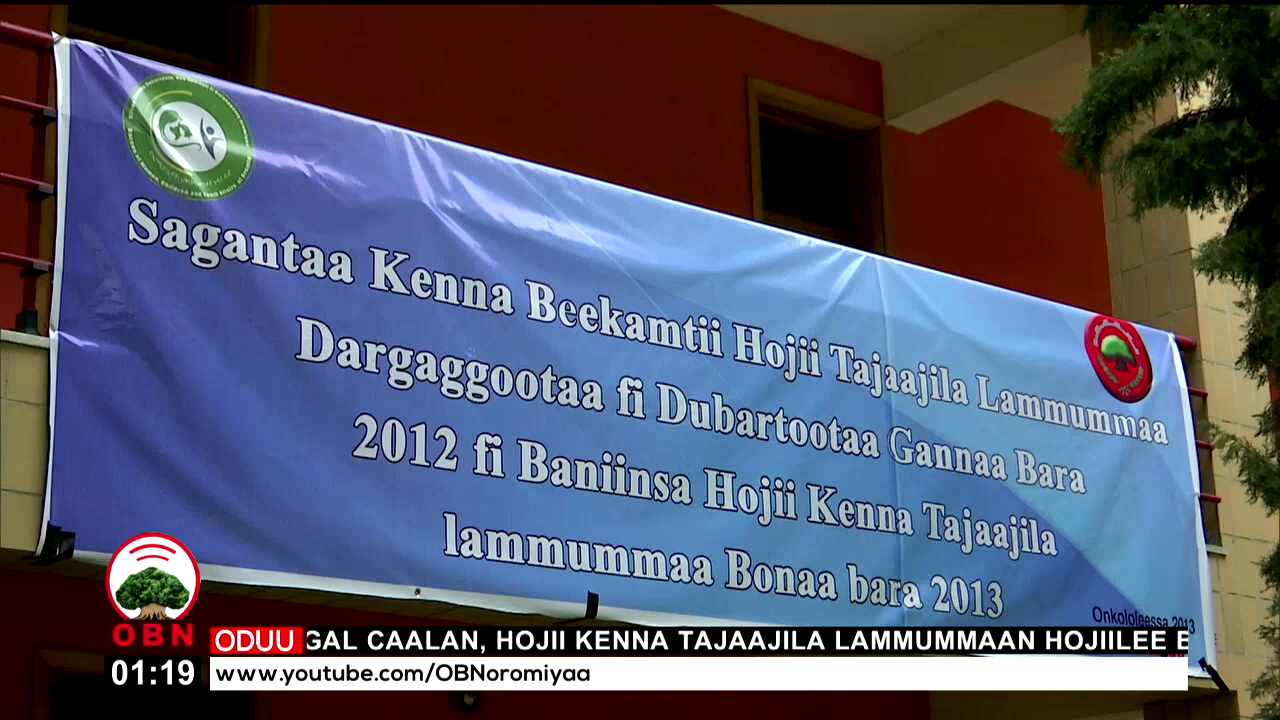 Sagantaa Kenna Beekamtii Hojii Tajaajila Lammummaa
Dargaggootaa fi Dubartootaa Gannaa Bara
2012 fi Baniinsa Hojii Kenna Tajaajila
lammummaa Bonaa bara 2013
Onkololeessa 2013
OBN
ODUU
GAL CAALAN, HOJII KENNA TAJAAJILA LAMMUMMAAN HOJIILEE
01:19
www.youtube.com/OBNoromiyaa